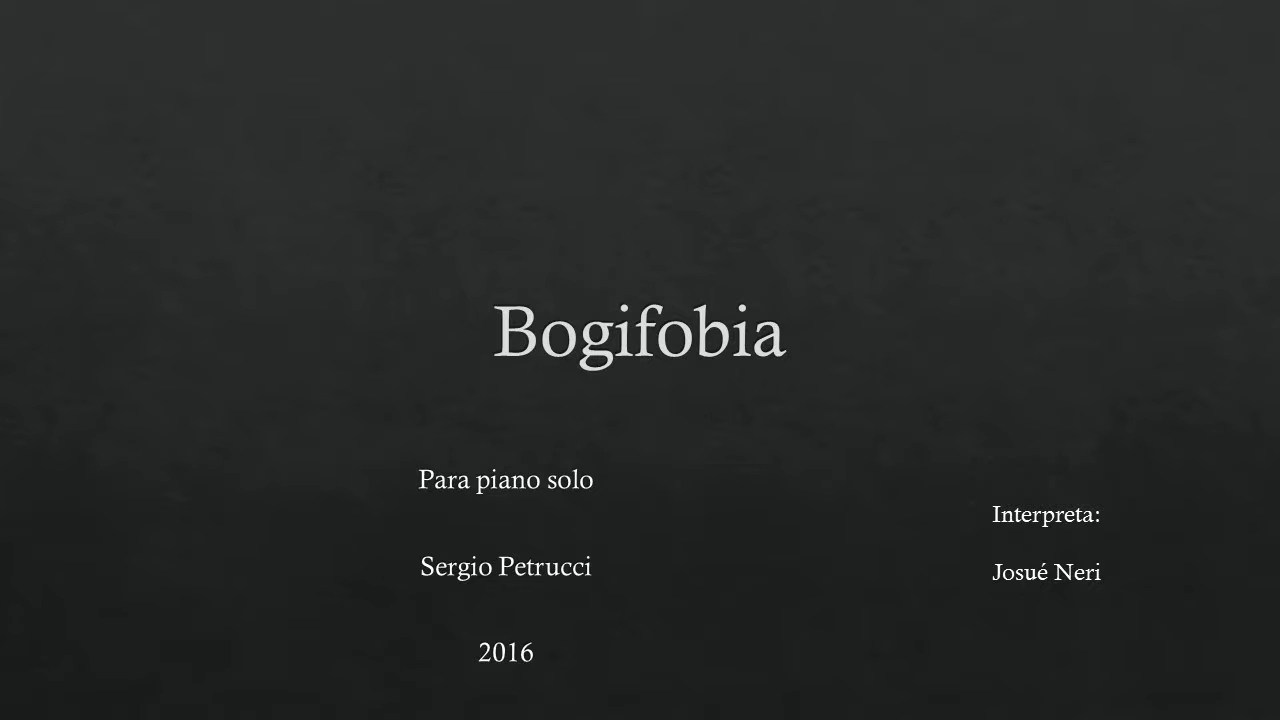 Bogifobia
Para piano solo
Sergio Petrucci
2016
Interpreta:
Josué Neri